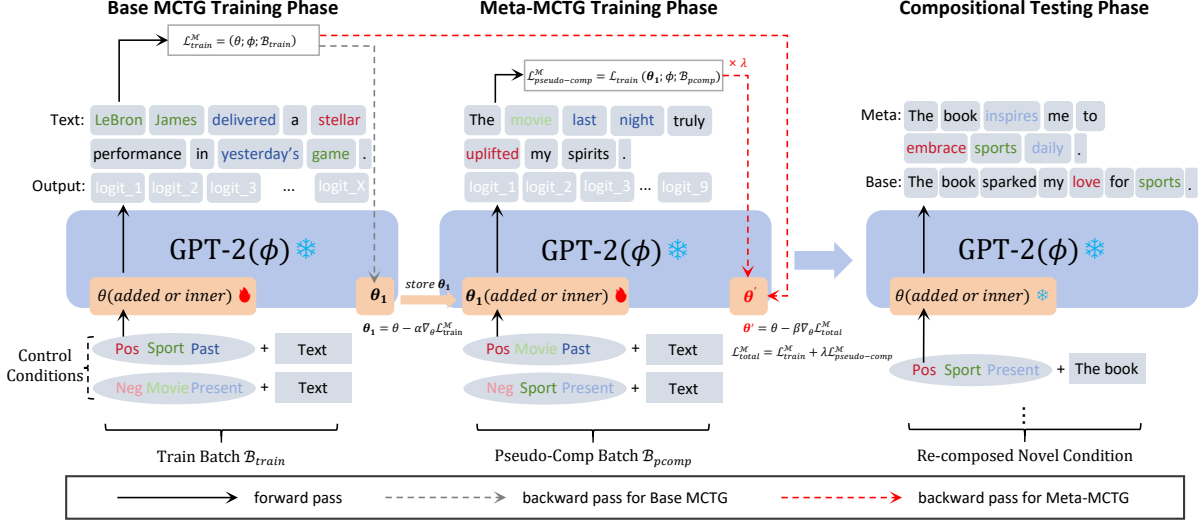 Base MCTG Training Phase
ℒ^ℳ_train = (θ; ϕ; ℬ_train)
Text: LeBron James delivered a stellar
performance in yesterday's game .
Output: logit_1 logit_2 logit_3 ... logit_X
GPT-2(ϕ)
θ(added or inner)
θ₁
store θ₁
θ₁ = θ − α∇_θℒ^ℳ_train
Control
Conditions
Pos Sport Past + Text
Neg Movie Present + Text
Train Batch ℬ_train
Meta-MCTG Training Phase
× λ
ℒ^ℳ_pseudo−comp = ℒ_train (θ₁; ϕ; ℬ_pcomp)
The movie last night truly
uplifted my spirits .
logit_1 logit_2 logit_3 ... logit_9
GPT-2(ϕ)
θ₁(added or inner)
θ'
θ' = θ − β∇_θℒ^ℳ_total
ℒ^ℳ_total = ℒ^ℳ_train + λℒ^ℳ_pseudo−comp
Pos Movie Past + Text
Neg Sport Present + Text
Pseudo-Comp Batch ℬ_pcomp
Compositional Testing Phase
Meta: The book inspires me to
embrace sports daily .
Base: The book sparked my love for sports .
GPT-2(ϕ)
θ(added or inner)
Pos Sport Present + The book
⋮
Re-composed Novel Condition
forward pass
backward pass for Base MCTG
backward pass for Meta-MCTG